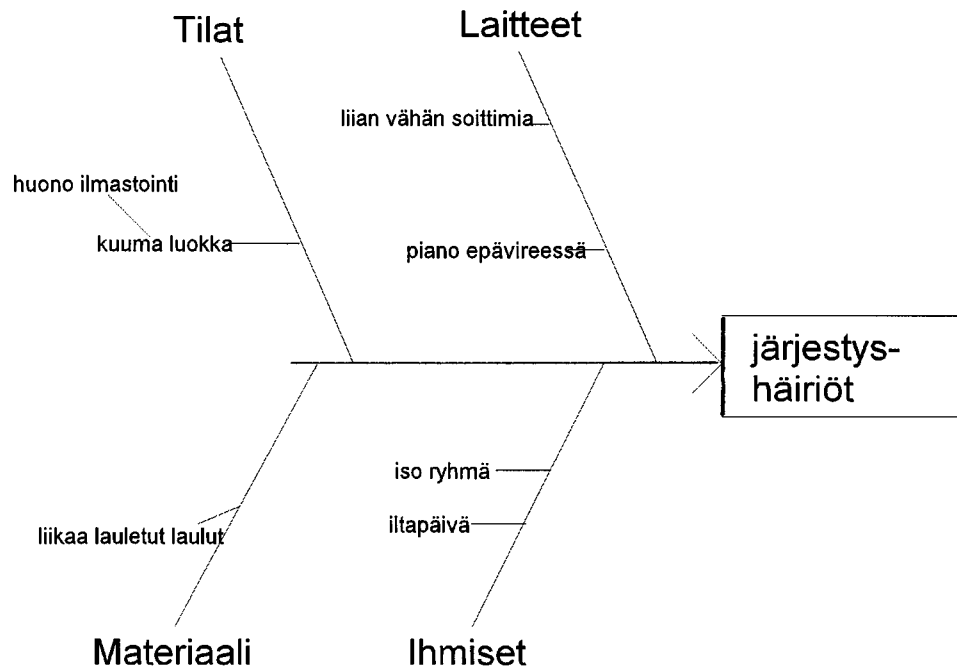 Tilat
Laitteet
liian vähän soittimia
huono ilmastointi
kuuma luokka
piano epävireessä
järjestys-
häiriöt
iso ryhmä
iltapäivä
liikaa lauletut laulut
Materiaali
Ihmiset